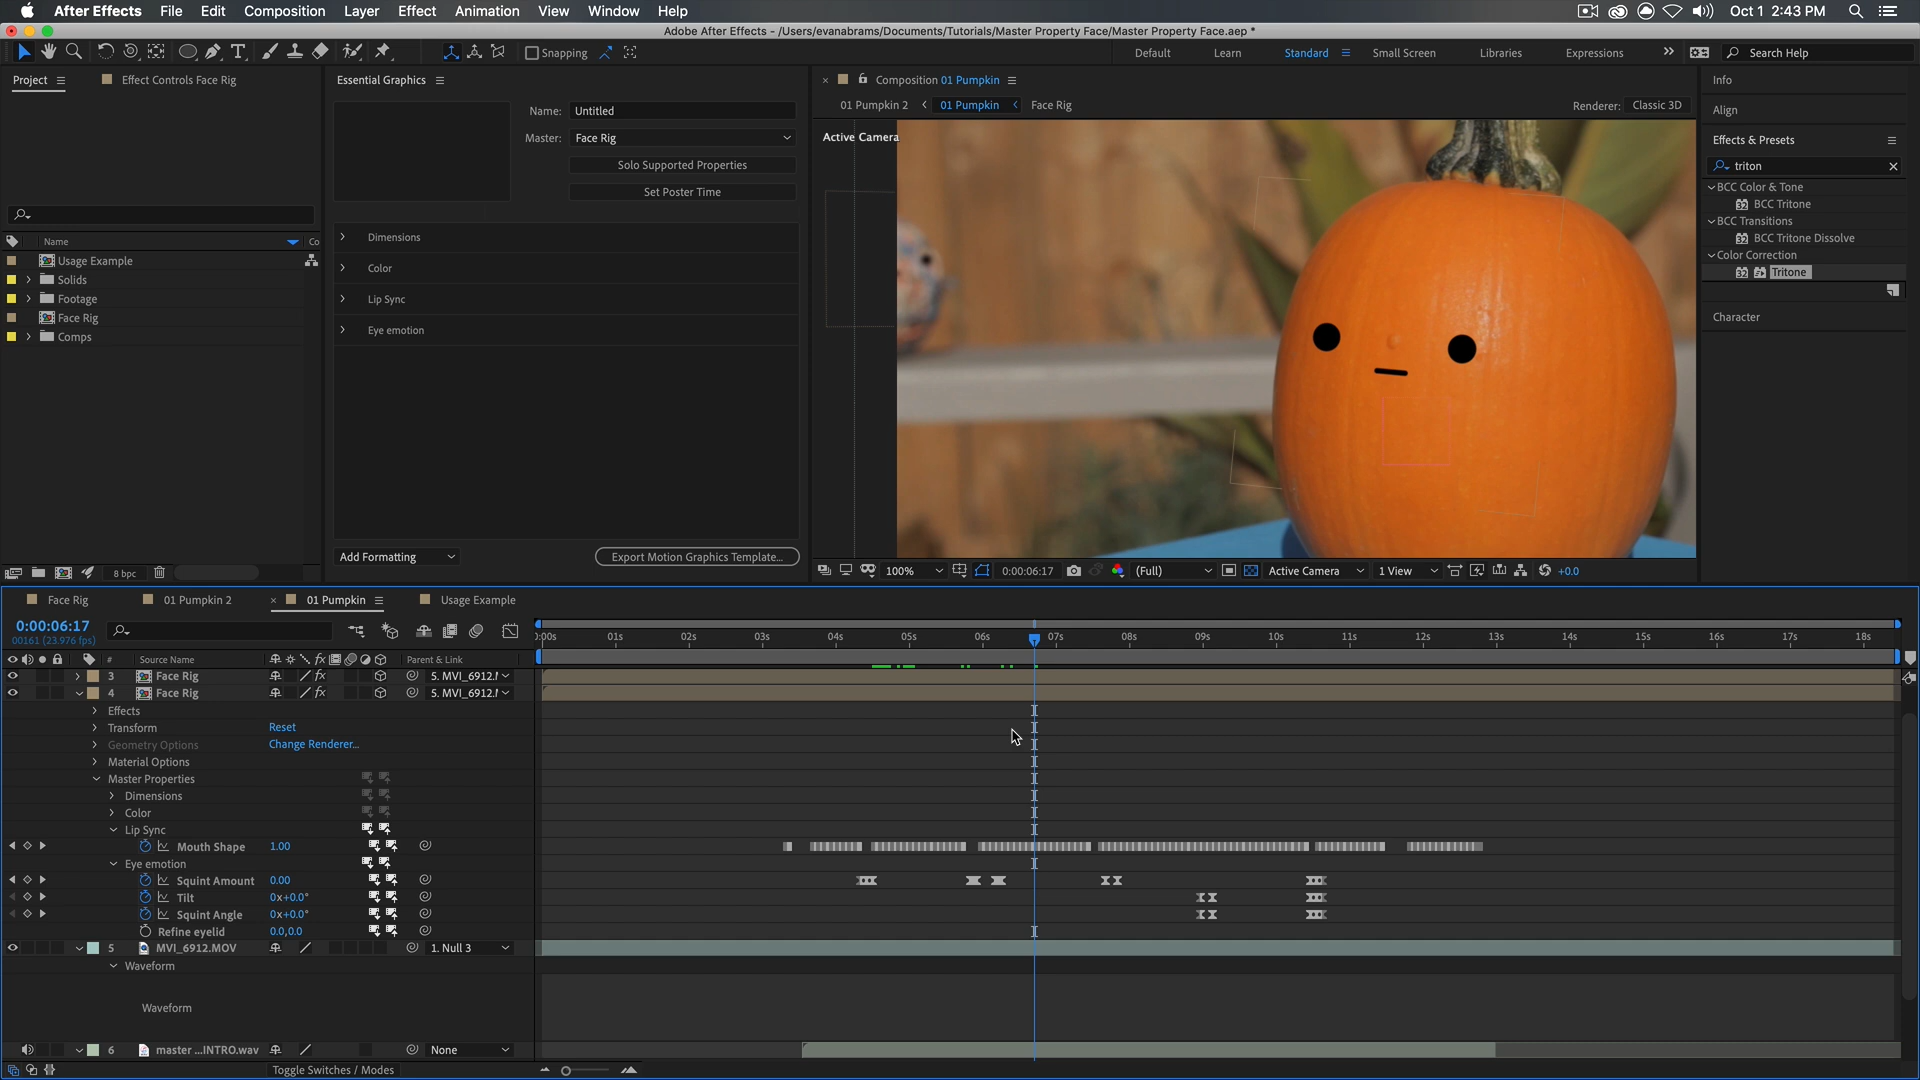 After Effects File Edit Composition Layer Effect Animation View Window Help Oct 1 2:43 PM
Adobe After Effects - /Users/evanabrams/Documents/Tutorials/Master Property Face/Master Property Face.aep *
Snapping Default Learn Standard Small Screen Libraries Expressions Search Help
Project Effect Controls Face Rig
Name Co
Usage Example
Solids
Footage
Face Rig
Comps
8 bpc
Essential Graphics
Name: Untitled
Master: Face Rig
Solo Supported Properties
Set Poster Time
Dimensions
Color
Lip Sync
Eye emotion
Add Formatting Export Motion Graphics Template...
Composition 01 Pumpkin
01 Pumpkin 2 01 Pumpkin Face Rig Renderer: Classic 3D
Active Camera
100% 0:00:06:17 (Full) Active Camera 1 View +0.0
Info
Align
Effects & Presets
triton
BCC Color & Tone
BCC Tritone
BCC Transitions
BCC Tritone Dissolve
Color Correction
Tritone
Character
Face Rig 01 Pumpkin 2 01 Pumpkin Usage Example
0:00:06:17
00161 (23.976 fps)
:00s 01s 02s 03s 04s 05s 06s 07s 08s 09s 10s 11s 12s 13s 14s 15s 16s 17s 18s
# Source Name fx Parent & Link
3 Face Rig fx 5. MVI_6912.M
4 Face Rig fx 5. MVI_6912.M
Effects
Transform Reset
Geometry Options Change Renderer...
Material Options
Master Properties
Dimensions
Color
Lip Sync
Mouth Shape 1.00
Eye emotion
Squint Amount 0.00
Tilt 0x+0.0°
Squint Angle 0x+0.0°
Refine eyelid 0.0,0.0
5 MVI_6912.MOV 1. Null 3
Waveform
Waveform
6 master ...INTRO.wav None
Toggle Switches / Modes